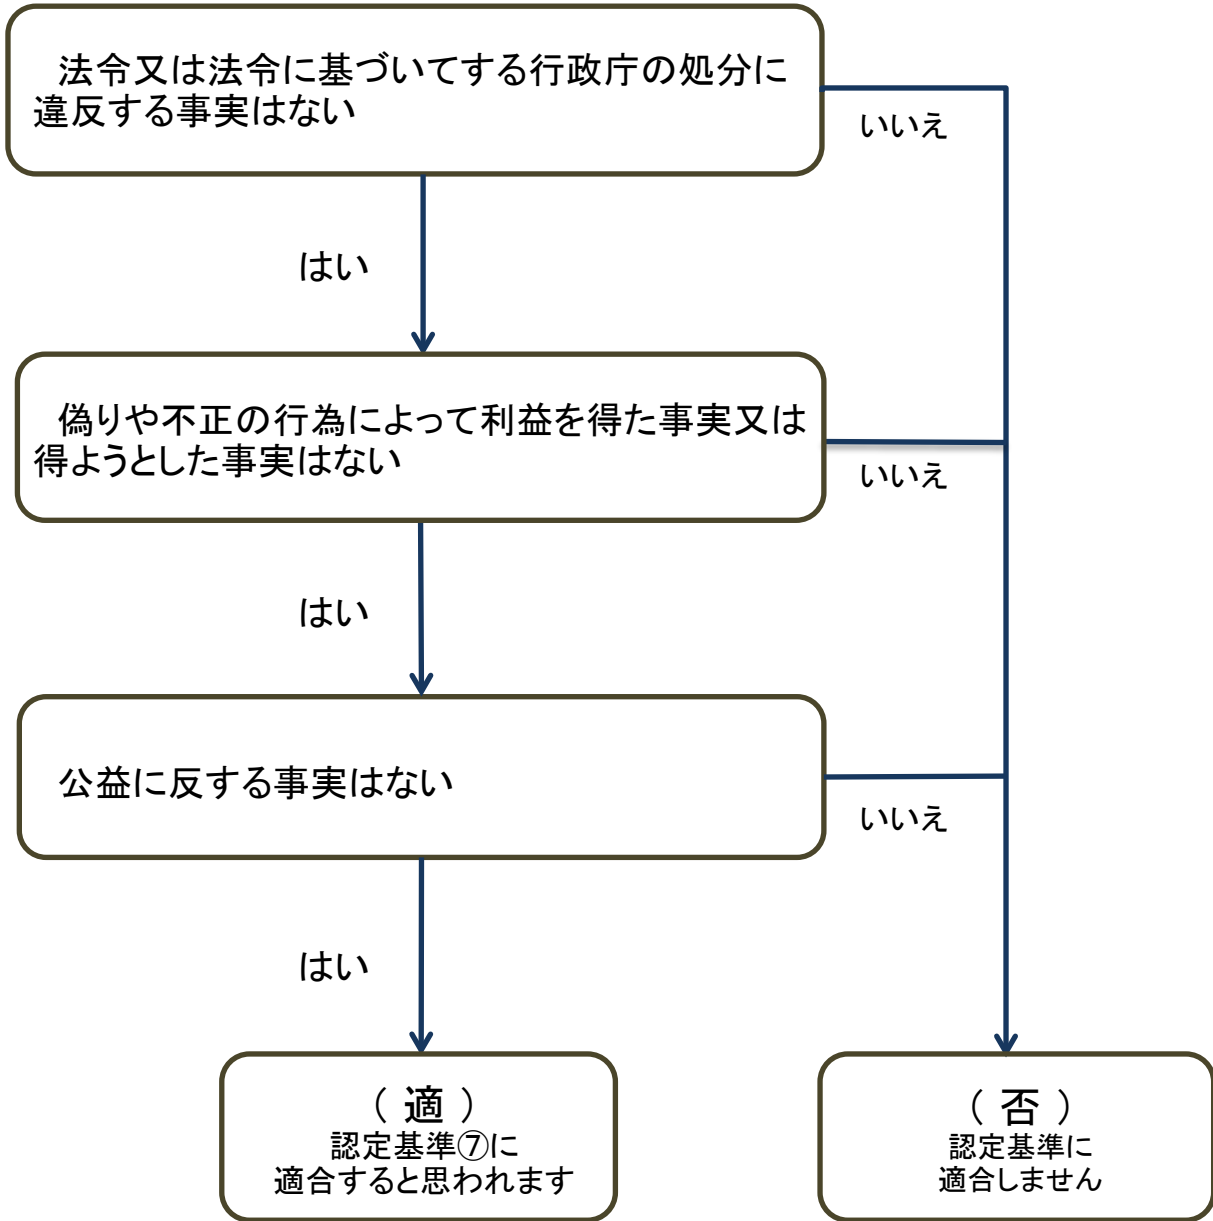 法令又は法令に基づいてする行政庁の処分に
違反する事実はない
いいえ
はい
偽りや不正の行為によって利益を得た事実又は
得ようとした事実はない
いいえ
はい
公益に反する事実はない
いいえ
はい
（ 適 ）
認定基準⑦に
適合すると思われます
（ 否 ）
認定基準に
適合しません